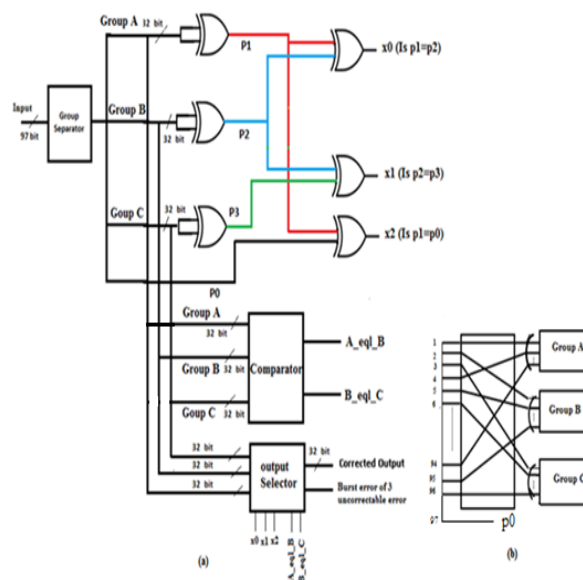 Group A 32 bit
P1
x0 (Is p1=p2)
Input
97 bit
Group
Separator
Group B
32 bit
P2
x1 (Is p2=p3)
Goup C 32 bit
P3
x2 (Is p1=p0)
P0
Group A
32 bit
Group B 32 bit
Goup C 32 bit
Comparator
A_eql_B
B_eql_C
32 bit
32 bit
32 bit
output
Selector
32 bit
Corrected Output
Burst error of 3
uncorrectable error
x0 x1 x2
A_eql_B
B_eql_C
(a)
1
2
3
4
5
6
94
95
96
97
p0
Group A
Group B
Group C
(b)